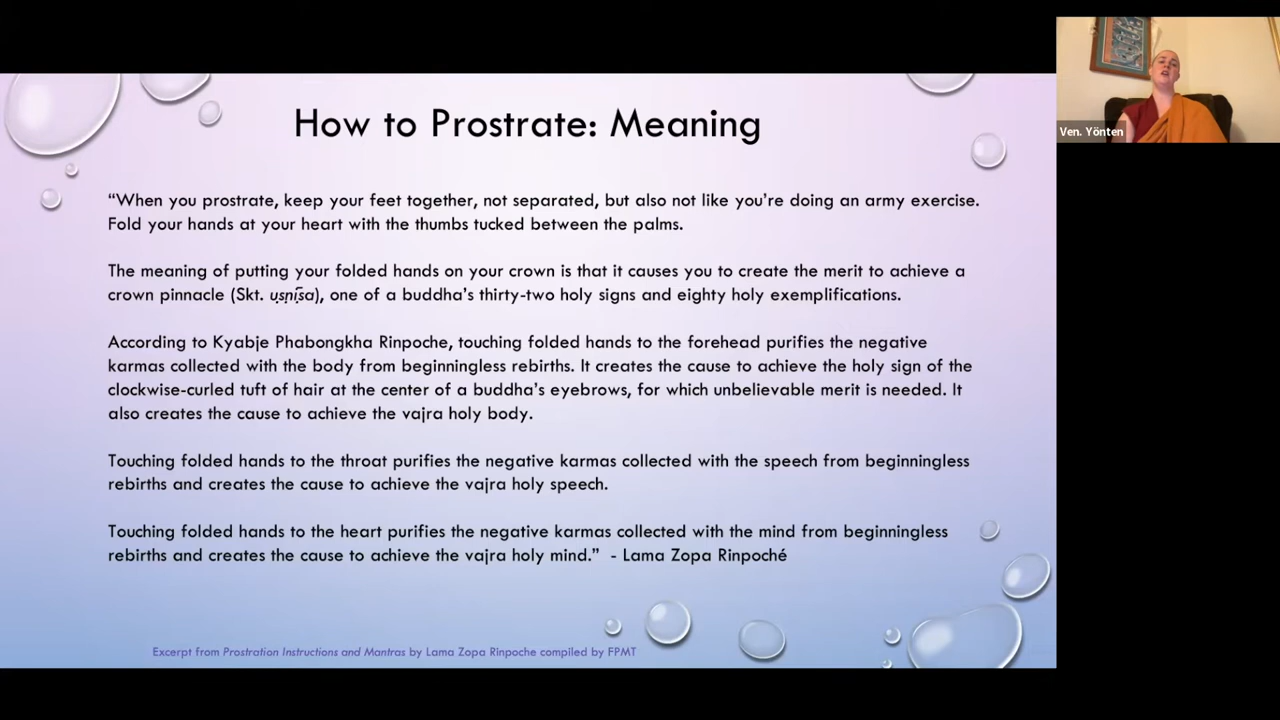 How to Prostrate: Meaning
“When you prostrate, keep your feet together, not separated, but also not like you’re doing an army exercise.
Fold your hands at your heart with the thumbs tucked between the palms.
The meaning of putting your folded hands on your crown is that it causes you to create the merit to achieve a
crown pinnacle (Skt. uṣṇīṣa), one of a buddha’s thirty-two holy signs and eighty holy exemplifications.
According to Kyabje Phabongkha Rinpoche, touching folded hands to the forehead purifies the negative
karmas collected with the body from beginningless rebirths. It creates the cause to achieve the holy sign of the
clockwise-curled tuft of hair at the center of a buddha’s eyebrows, for which unbelievable merit is needed. It
also creates the cause to achieve the vajra holy body.
Touching folded hands to the throat purifies the negative karmas collected with the speech from beginningless
rebirths and creates the cause to achieve the vajra holy speech.
Touching folded hands to the heart purifies the negative karmas collected with the mind from beginningless
rebirths and creates the cause to achieve the vajra holy mind.” - Lama Zopa Rinpoché
Excerpt from Prostration Instructions and Mantras by Lama Zopa Rinpoche compiled by FPMT
Ven. Yönten